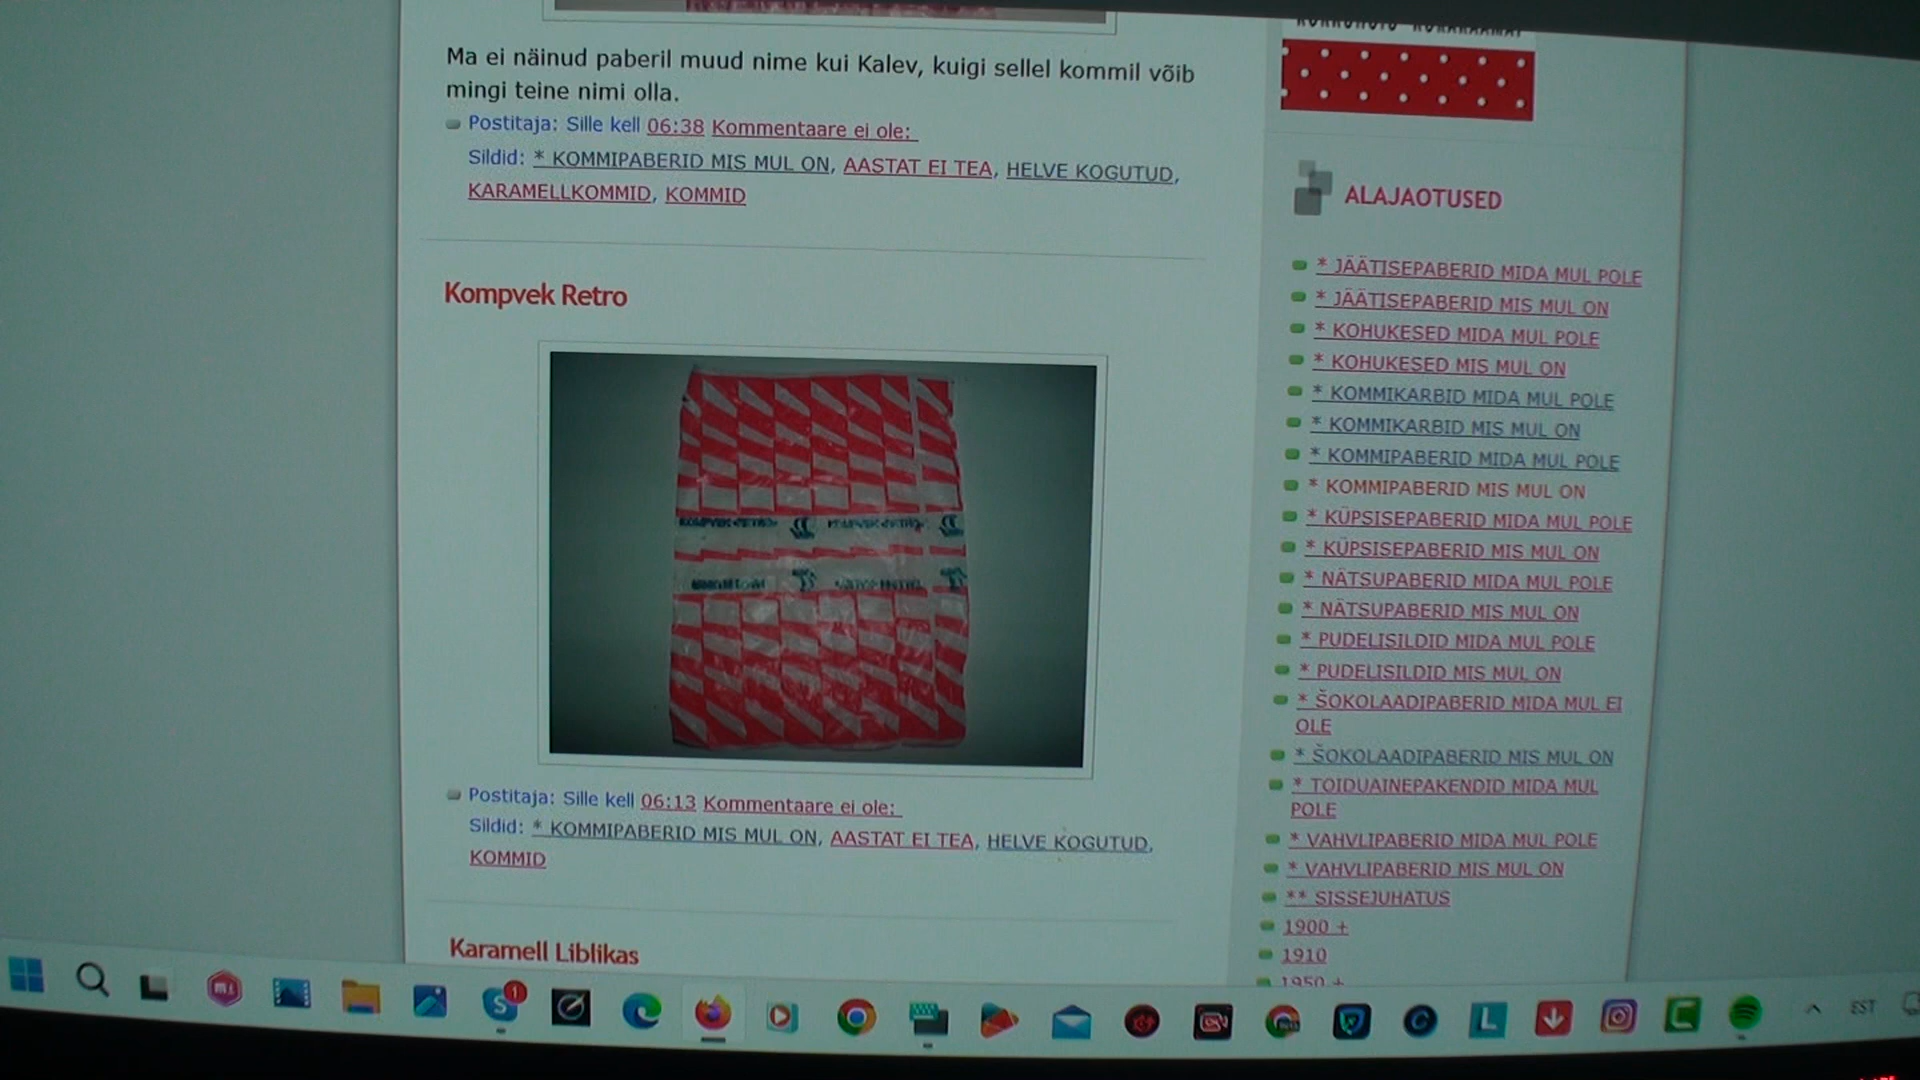 Ma ei näinud paberil muud nime kui Kalev, kuigi sellel kommil võib
mingi teine nimi olla.
Postitaja: Sille kell 06:38 Kommentaare ei ole:
Sildid: * KOMMIPABERID MIS MUL ON, AASTAT EI TEA, HELVE KOGUTUD,
KARAMELLKOMMID, KOMMID
Kompvek Retro
Postitaja: Sille kell 06:13 Kommentaare ei ole:
Sildid: * KOMMIPABERID MIS MUL ON, AASTAT EI TEA, HELVE KOGUTUD,
KOMMID
Karamell Liblikas
ALAJAOTUSED
* JÄÄTISEPABERID MIDA MUL POLE
* JÄÄTISEPABERID MIS MUL ON
* KOHUKESED MIDA MUL POLE
* KOHUKESED MIS MUL ON
* KOMMIKARBID MIDA MUL POLE
* KOMMIKARBID MIS MUL ON
* KOMMIPABERID MIDA MUL POLE
* KOMMIPABERID MIS MUL ON
* KÜPSISEPABERID MIDA MUL POLE
* KÜPSISEPABERID MIS MUL ON
* NÄTSUPABERID MIDA MUL POLE
* NÄTSUPABERID MIS MUL ON
* PUDELISILDID MIDA MUL POLE
* PUDELISILDID MIS MUL ON
* ŠOKOLAADIPABERID MIDA MUL EI
OLE
* ŠOKOLAADIPABERID MIS MUL ON
* TOIDUAINEPAKENDID MIDA MUL
POLE
* VAHVLIPABERID MIDA MUL POLE
* VAHVLIPABERID MIS MUL ON
** SISSEJUHATUS
1900 +
1910
1950 +
EST